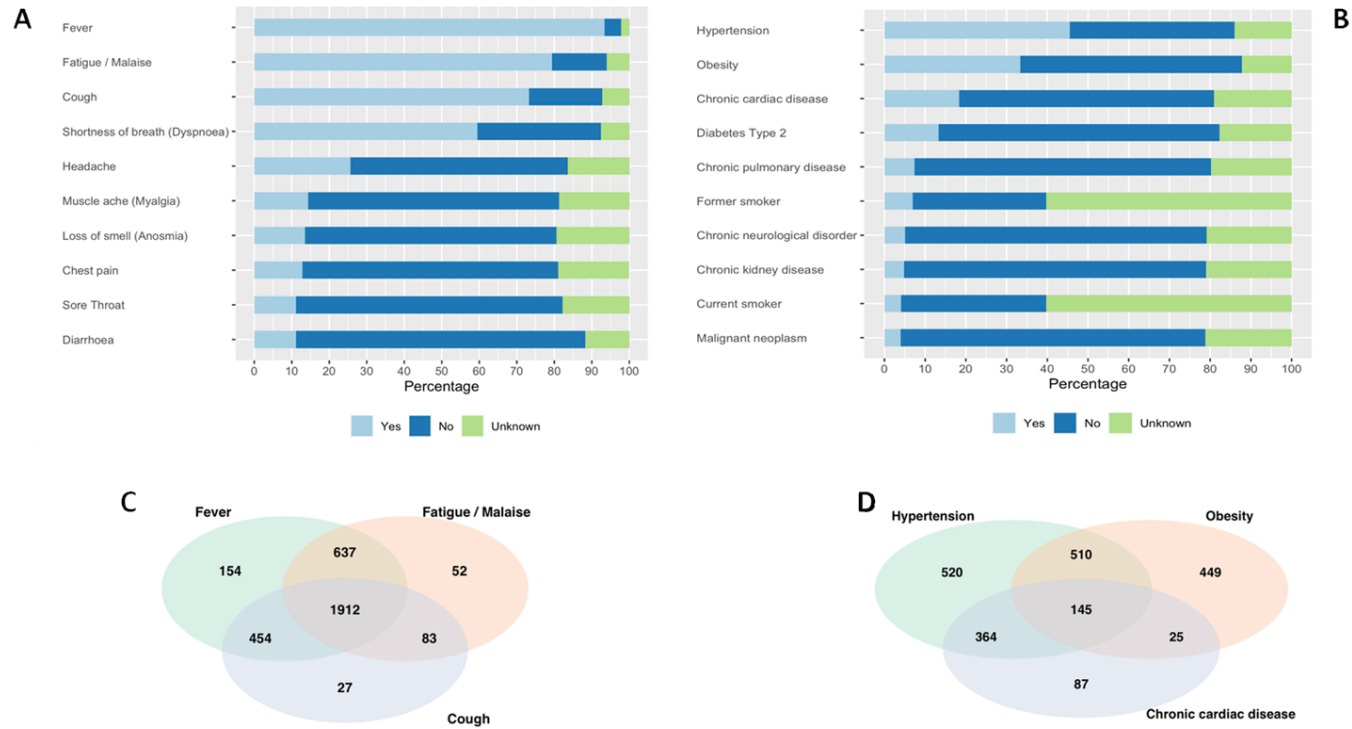 A
Fever
Fatigue / Malaise
Cough
Shortness of breath (Dyspnoea)
Headache
Muscle ache (Myalgia)
Loss of smell (Anosmia)
Chest pain
Sore Throat
Diarrhoea
0 10 20 30 40 50 60 70 80 90 100
Percentage
Yes No Unknown
B
Hypertension
Obesity
Chronic cardiac disease
Diabetes Type 2
Chronic pulmonary disease
Former smoker
Chronic neurological disorder
Chronic kidney disease
Current smoker
Malignant neoplasm
0 10 20 30 40 50 60 70 80 90 100
Percentage
Yes No Unknown
C
Fever Fatigue / Malaise
637
154 52
1912
454 83
27
Cough
D
Hypertension Obesity
510
520 449
145
364 25
87
Chronic cardiac disease